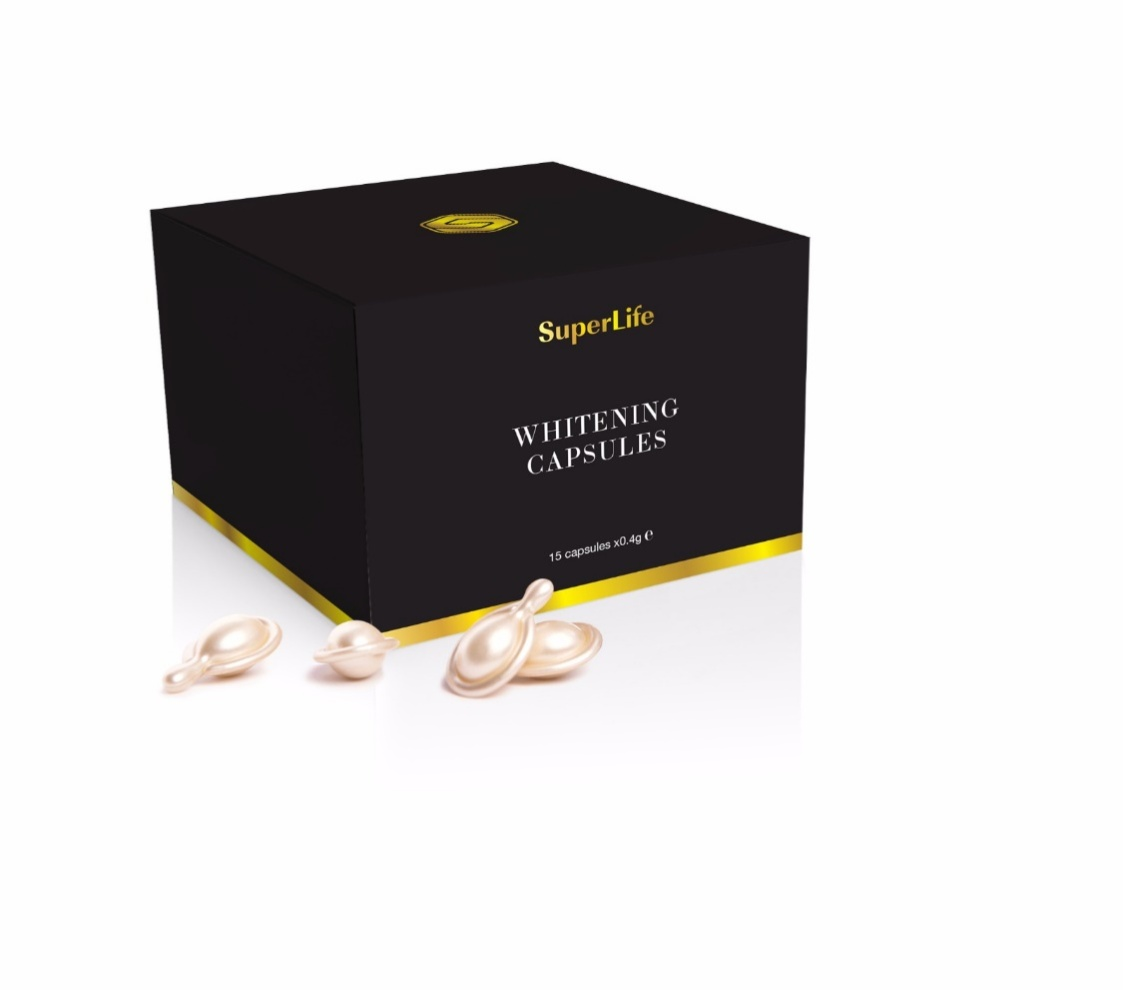 SuperLife
WHITENING
CAPSULES
15 capsules x0.4g ℮